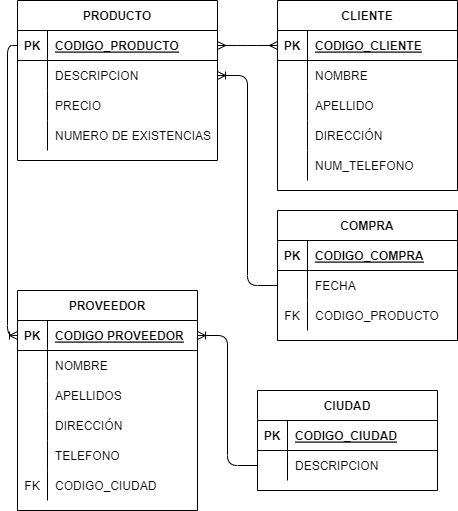 PRODUCTO
PK CODIGO_PRODUCTO
DESCRIPCION
PRECIO
NUMERO DE EXISTENCIAS
CLIENTE
PK CODIGO_CLIENTE
NOMBRE
APELLIDO
DIRECCIÓN
NUM_TELEFONO
COMPRA
PK CODIGO_COMPRA
FECHA
FK CODIGO_PRODUCTO
PROVEEDOR
PK CODIGO PROVEEDOR
NOMBRE
APELLIDOS
DIRECCIÓN
TELEFONO
FK CODIGO_CIUDAD
CIUDAD
PK CODIGO_CIUDAD
DESCRIPCION